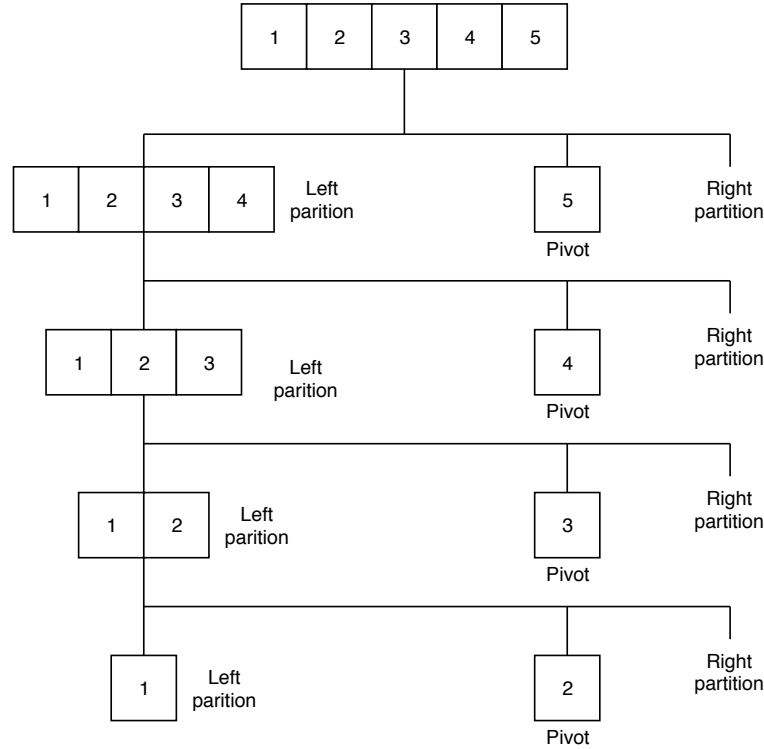 1 2 3 4 5
1 2 3 4
Left
parition
5
Pivot
Right
partition
1 2 3
Left
parition
4
Pivot
Right
partition
1 2
Left
parition
3
Pivot
Right
partition
1
Left
parition
2
Pivot
Right
partition